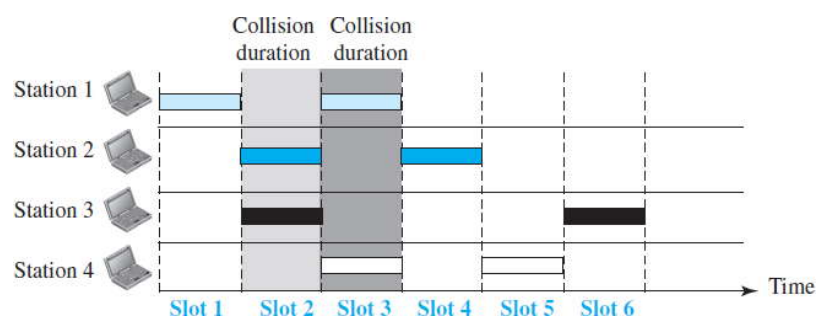 Collision Collision
duration duration
Station 1
Station 2
Station 3
Station 4
Time
Slot 1 Slot 2 Slot 3 Slot 4 Slot 5 Slot 6